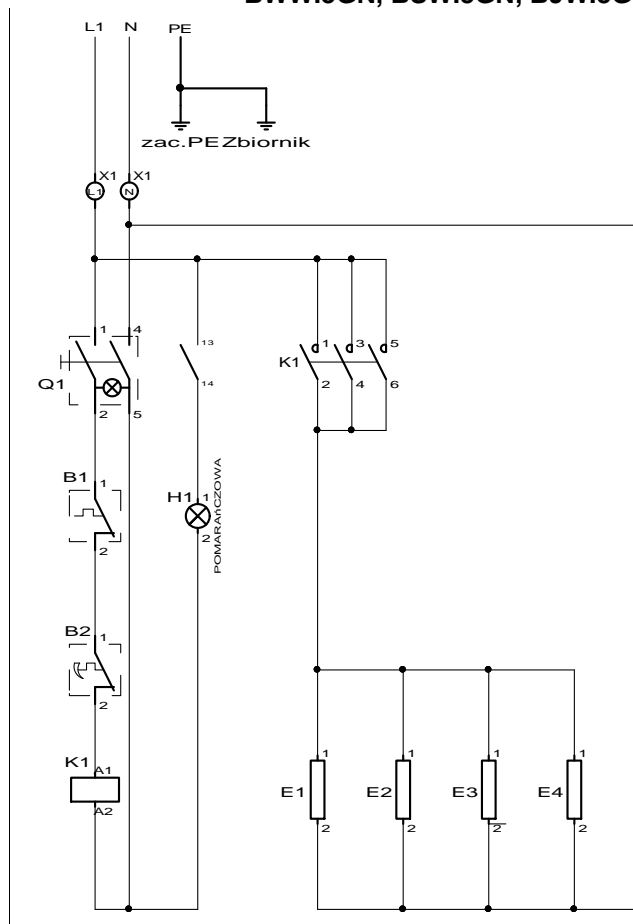 L1 N PE
zac.PE Zbiornik
X1 X1
L1 N
1 4
13
1 3 5
K1
Q1
2 4 6
14
2 5
B1 1
2
H1 1
2
POMARAńCZOWA
B2 1
2
K1 A1
A2
1 1 1 1
E1 E2 E3 E4
2 2 2 2